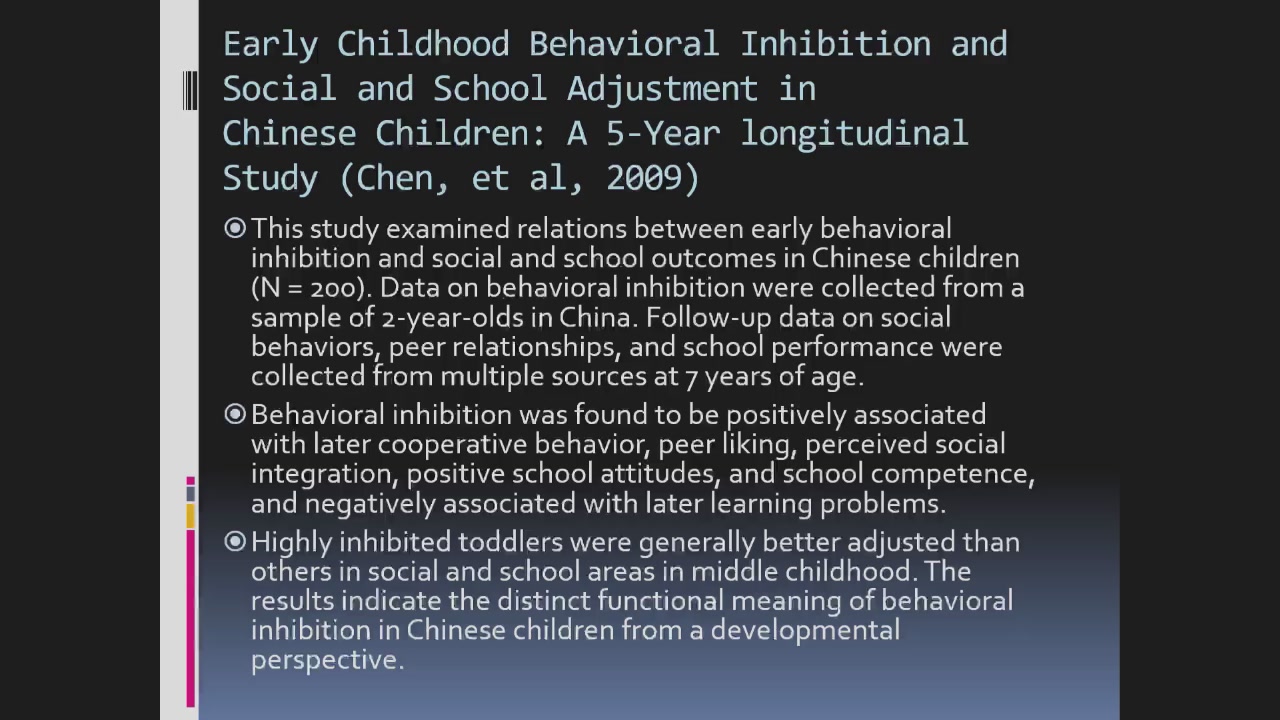 Early Childhood Behavioral Inhibition and
Social and School Adjustment in
Chinese Children: A 5-Year longitudinal
Study (Chen, et al, 2009)
This study examined relations between early behavioral
inhibition and social and school outcomes in Chinese children
(N = 200). Data on behavioral inhibition were collected from a
sample of 2-year-olds in China. Follow-up data on social
behaviors, peer relationships, and school performance were
collected from multiple sources at 7 years of age.
Behavioral inhibition was found to be positively associated
with later cooperative behavior, peer liking, perceived social
integration, positive school attitudes, and school competence,
and negatively associated with later learning problems.
Highly inhibited toddlers were generally better adjusted than
others in social and school areas in middle childhood. The
results indicate the distinct functional meaning of behavioral
inhibition in Chinese children from a developmental
perspective.